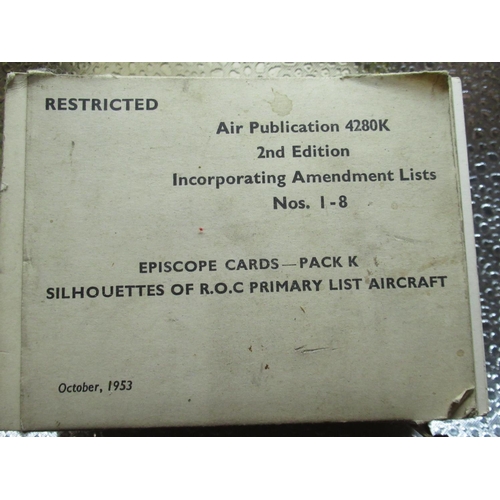 RESTRICTED
Air Publication 4280K
2nd Edition
Incorporating Amendment Lists
Nos. 1-8
EPISCOPE CARDS—PACK K
SILHOUETTES OF R.O.C PRIMARY LIST AIRCRAFT
October, 1953